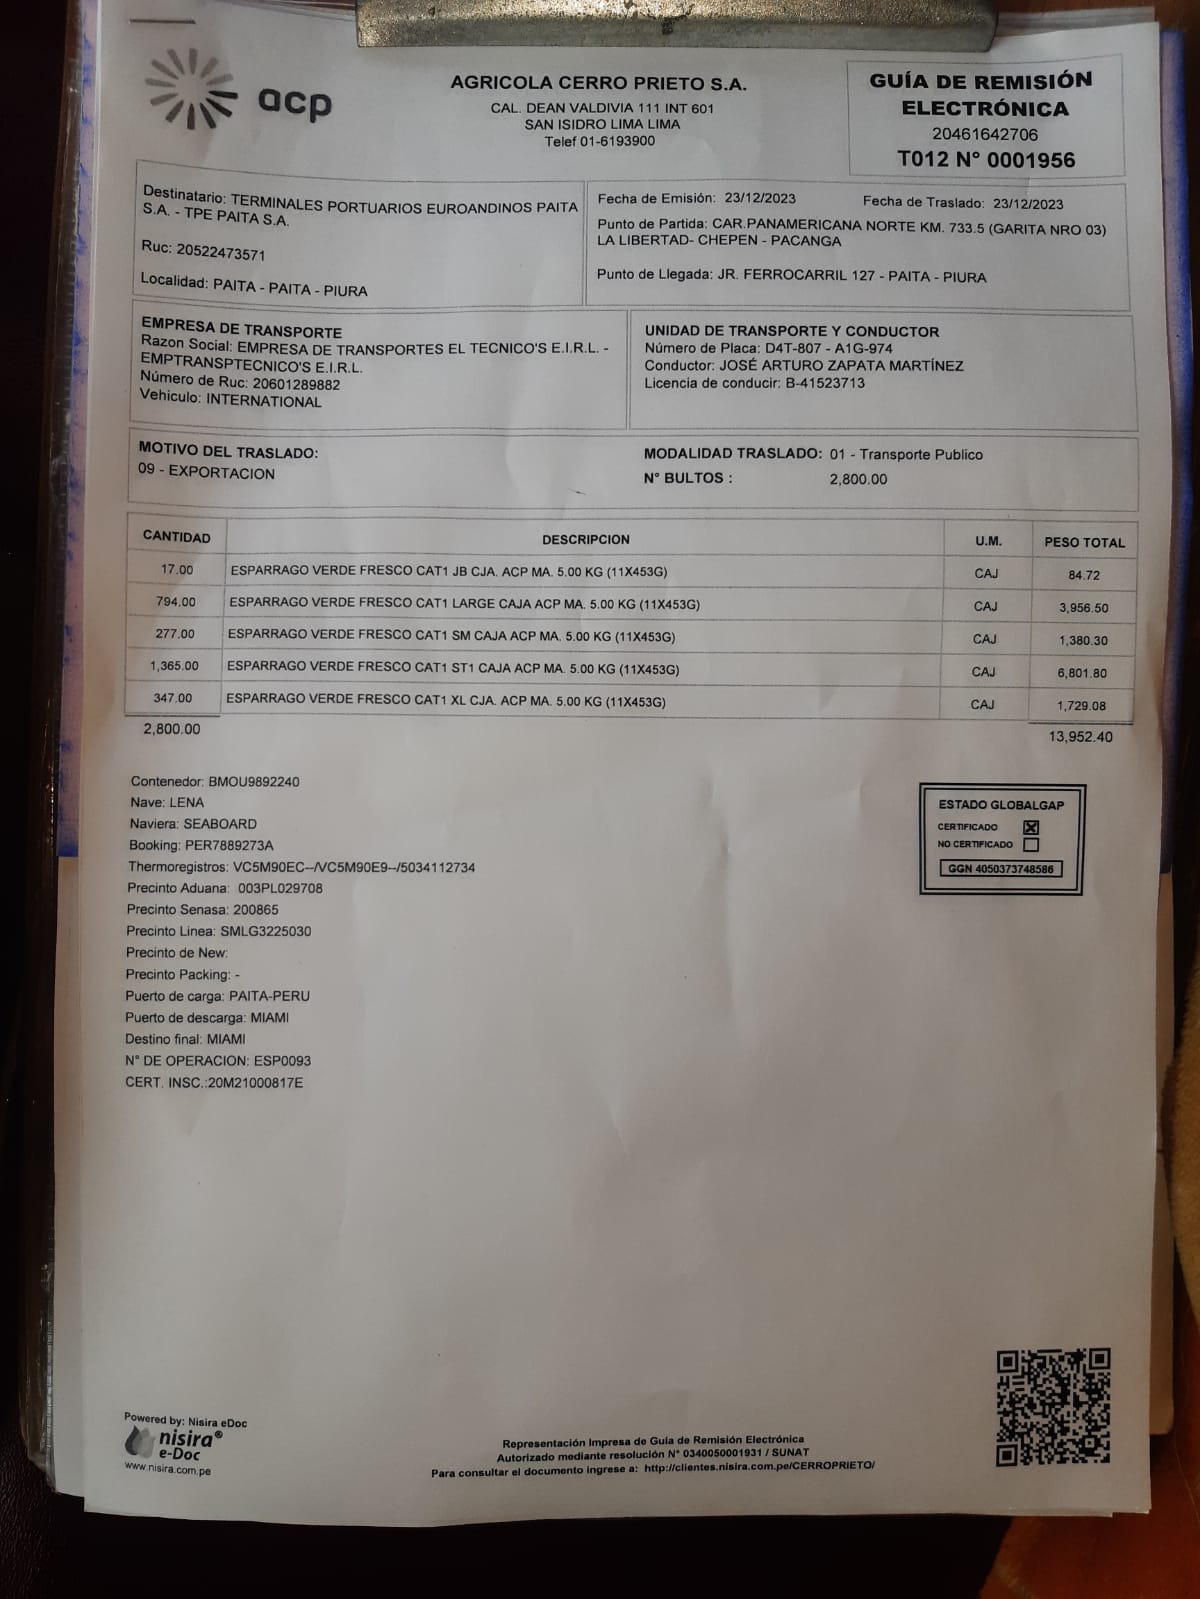 acp
AGRICOLA CERRO PRIETO S.A.
CAL. DEAN VALDIVIA 111 INT 601
SAN ISIDRO LIMA LIMA
Telef 01-6193900
GUÍA DE REMISIÓN
ELECTRÓNICA
20461642706
T012 N° 0001956
Destinatario: TERMINALES PORTUARIOS EUROANDINOS PAITA
S.A. - TPE PAITA S.A.
Ruc: 20522473571
Localidad: PAITA - PAITA - PIURA
Fecha de Emisión: 23/12/2023 Fecha de Traslado: 23/12/2023
Punto de Partida: CAR.PANAMERICANA NORTE KM. 733.5 (GARITA NRO 03)
LA LIBERTAD- CHEPEN - PACANGA
Punto de Llegada: JR. FERROCARRIL 127 - PAITA - PIURA
EMPRESA DE TRANSPORTE
Razon Social: EMPRESA DE TRANSPORTES EL TECNICO'S E.I.R.L. -
EMPTRANSPTECNICO'S E.I.R.L.
Número de Ruc: 20601289882
Vehiculo: INTERNATIONAL
UNIDAD DE TRANSPORTE Y CONDUCTOR
Número de Placa: D4T-807 - A1G-974
Conductor: JOSÉ ARTURO ZAPATA MARTÍNEZ
Licencia de conducir: B-41523713
MOTIVO DEL TRASLADO:
09 - EXPORTACION
MODALIDAD TRASLADO: 01 - Transporte Publico
N° BULTOS : 2,800.00
CANTIDAD DESCRIPCION U.M. PESO TOTAL
17.00 ESPARRAGO VERDE FRESCO CAT1 JB CJA. ACP MA. 5.00 KG (11X453G) CAJ 84.72
794.00 ESPARRAGO VERDE FRESCO CAT1 LARGE CAJA ACP MA. 5.00 KG (11X453G) CAJ 3,956.50
277.00 ESPARRAGO VERDE FRESCO CAT1 SM CAJA ACP MA. 5.00 KG (11X453G) CAJ 1,380.30
1,365.00 ESPARRAGO VERDE FRESCO CAT1 ST1 CAJA ACP MA. 5.00 KG (11X453G) CAJ 6,801.80
347.00 ESPARRAGO VERDE FRESCO CAT1 XL CJA. ACP MA. 5.00 KG (11X453G) CAJ 1,729.08
2,800.00 13,952.40
Contenedor: BMOU9892240
Nave: LENA
Naviera: SEABOARD
Booking: PER7889273A
Thermoregistros: VC5M90EC--/VC5M90E9--/5034112734
Precinto Aduana: 003PL029708
Precinto Senasa: 200865
Precinto Linea: SMLG3225030
Precinto de New:
Precinto Packing: -
Puerto de carga: PAITA-PERU
Puerto de descarga: MIAMI
Destino final: MIAMI
N° DE OPERACION: ESP0093
CERT. INSC.:20M21000817E
ESTADO GLOBALGAP
CERTIFICADO
NO CERTIFICADO
GGN 4050373748586
Powered by: Nisira eDoc
nisira®
e-Doc
www.nisira.com.pe
Representación Impresa de Guía de Remisión Electrónica
Autorizado mediante resolución N° 0340050001931 / SUNAT
Para consultar el documento ingrese a: http://clientes.nisira.com.pe/CERROPRIETO/